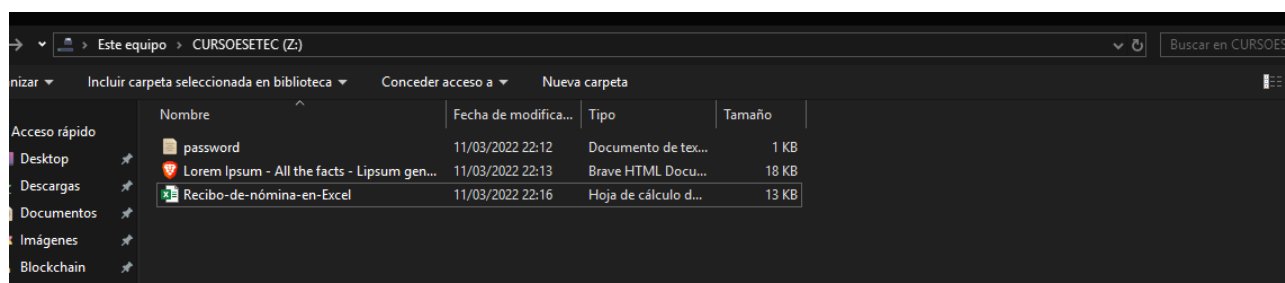 Este equipo > CURSOESETEC (Z:)
Buscar en CURSOES
nizar
Incluir carpeta seleccionada en biblioteca
Conceder acceso a
Nueva carpeta
Nombre
Fecha de modifica...
Tipo
Tamaño
Acceso rápido
Desktop
Descargas
Documentos
Imágenes
Blockchain
password 11/03/2022 22:12 Documento de tex... 1 KB
Lorem Ipsum - All the facts - Lipsum gen... 11/03/2022 22:13 Brave HTML Docu... 18 KB
Recibo-de-nómina-en-Excel 11/03/2022 22:16 Hoja de cálculo d... 13 KB